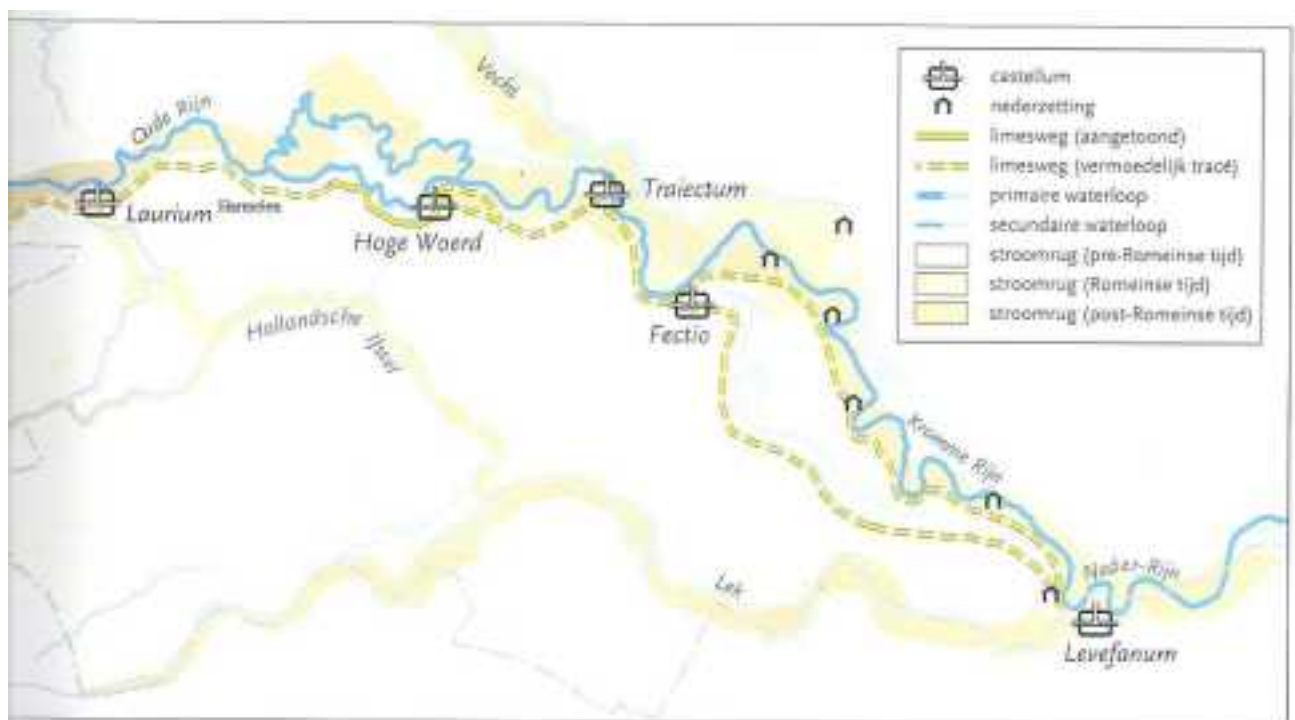 Vecht
Oude Rijn
Laurium
Hoge Woerd
Traiectum
Fectio
Hollandsche
IJssel
Kromme Rijn
Lek
Neder-Rijn
Levefanum
castellum
nederzetting
limesweg (aangetoond)
limesweg (vermoedelijk tracé)
primaire waterloop
secundaire waterloop
stroomrug (pre-Romeinse tijd)
stroomrug (Romeinse tijd)
stroomrug (post-Romeinse tijd)